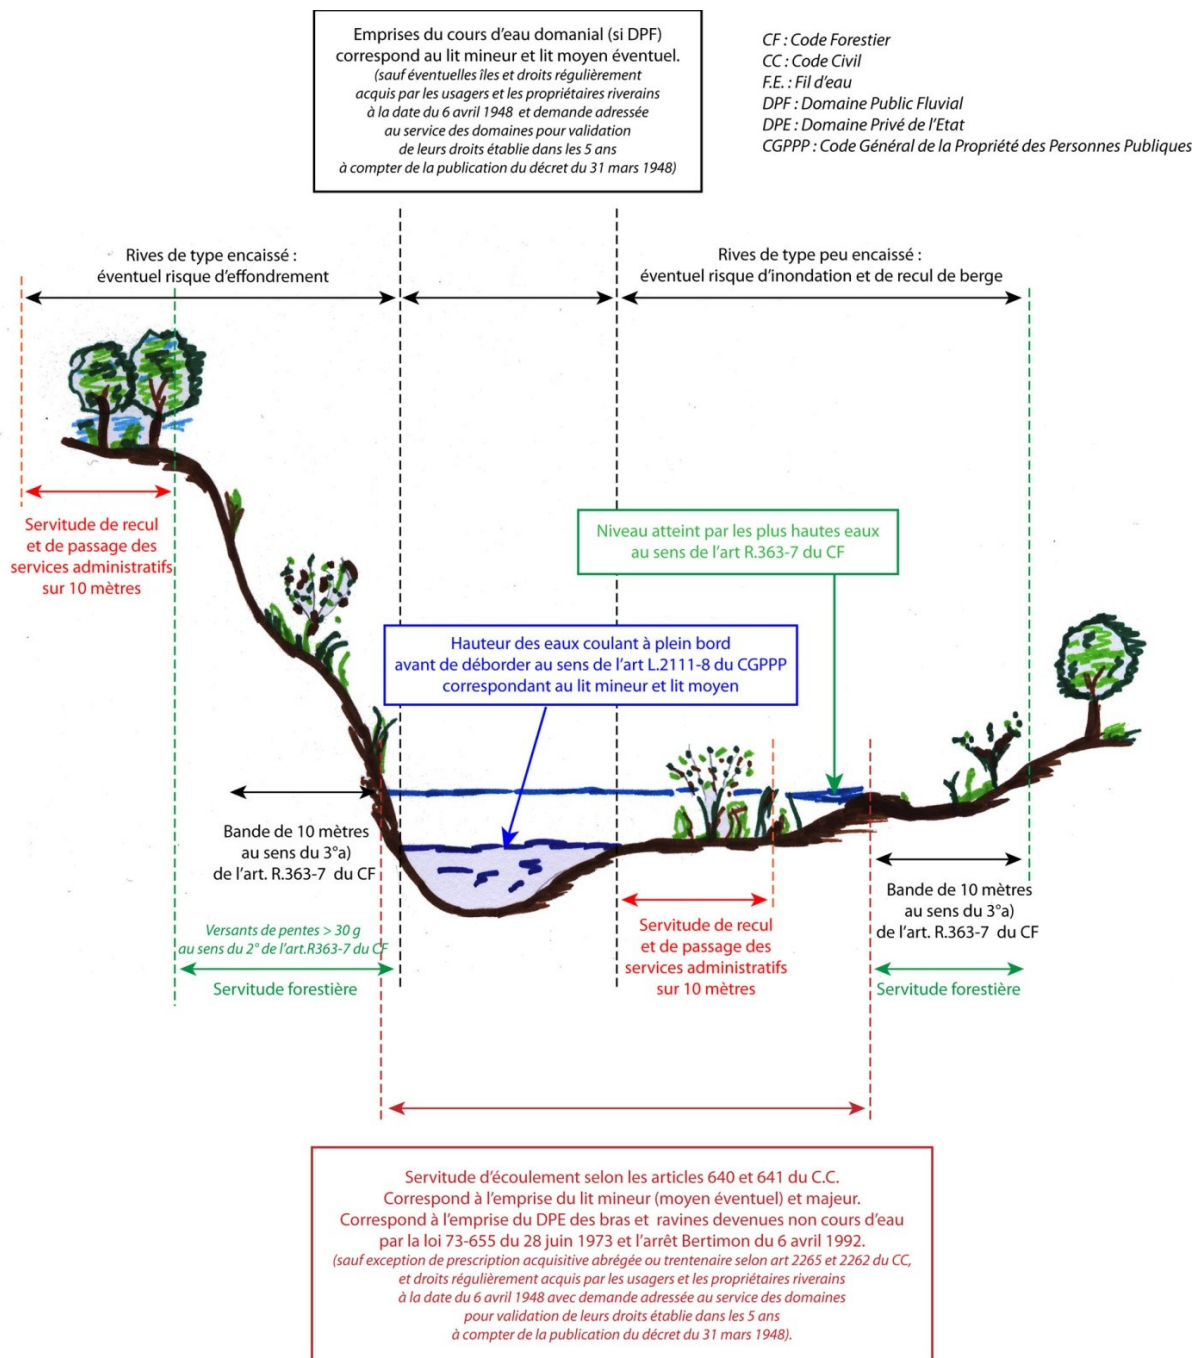 Emprises du cours d'eau domanial (si DPF)
correspond au lit mineur et lit moyen éventuel.
(sauf éventuelles îles et droits régulièrement
acquis par les usagers et les propriétaires riverains
à la date du 6 avril 1948 et demande adressée
au service des domaines pour validation
de leurs droits établie dans les 5 ans
à compter de la publication du décret du 31 mars 1948)
CF : Code Forestier
CC : Code Civil
F.E. : Fil d'eau
DPF : Domaine Public Fluvial
DPE : Domaine Privé de l'Etat
CGPPP : Code Général de la Propriété des Personnes Publiques
Rives de type encaissé :
éventuel risque d'effondrement
Rives de type peu encaissé :
éventuel risque d'inondation et de recul de berge
Servitude de recul
et de passage des
services administratifs
sur 10 mètres
Niveau atteint par les plus hautes eaux
au sens de l'art R.363-7 du CF
Hauteur des eaux coulant à plein bord
avant de déborder au sens de l'art L.2111-8 du CGPPP
correspondant au lit mineur et lit moyen
Bande de 10 mètres
au sens du 3°a)
de l'art. R.363-7 du CF
Versants de pentes > 30 g
au sens du 2° de l'art.R363-7 du CF
Servitude forestière
Servitude de recul
et de passage des
services administratifs
sur 10 mètres
Bande de 10 mètres
au sens du 3°a)
de l'art. R.363-7 du CF
Servitude forestière
Servitude d'écoulement selon les articles 640 et 641 du C.C.
Correspond à l'emprise du lit mineur (moyen éventuel) et majeur.
Correspond à l'emprise du DPE des bras et ravines devenues non cours d'eau
par la loi 73-655 du 28 juin 1973 et l'arrêt Bertimon du 6 avril 1992.
(sauf exception de prescription acquisitive abrégée ou trentenaire selon art 2265 et 2262 du CC,
et droits régulièrement acquis par les usagers et les propriétaires riverains
à la date du 6 avril 1948 avec demande adressée au service des domaines
pour validation de leurs droits établie dans les 5 ans
à compter de la publication du décret du 31 mars 1948).